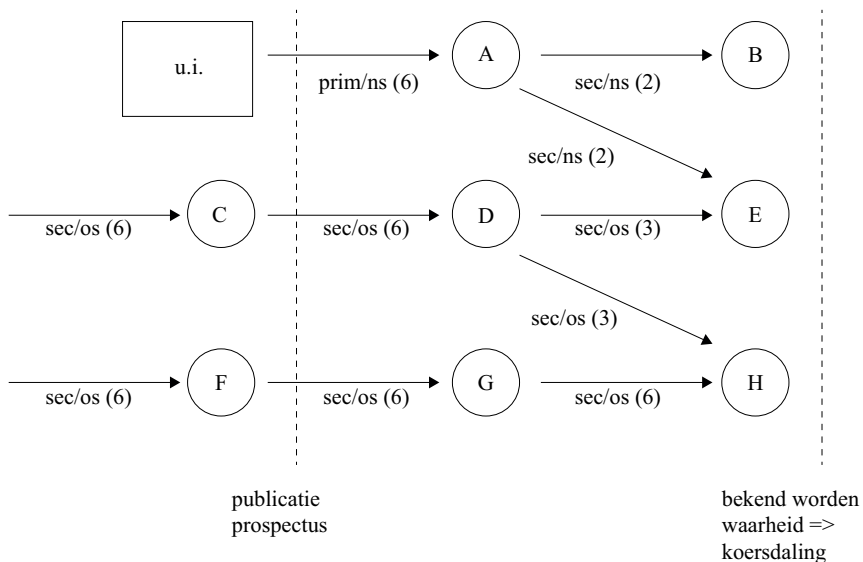 u.i.
prim/ns (6)
A
sec/ns (2)
B
sec/ns (2)
sec/os (6)
C
sec/os (6)
D
sec/os (3)
E
sec/os (3)
sec/os (6)
F
sec/os (6)
G
sec/os (6)
H
publicatie
prospectus
bekend worden
waarheid =>
koersdaling